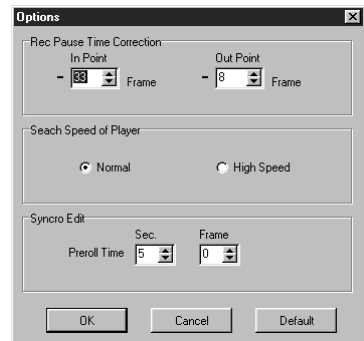 Options
Rec Pause Time Correction
In Point Out Point
- 33 Frame - 8 Frame
Seach Speed of Player
Normal High Speed
Syncro Edit
Sec. Frame
Preroll Time 5 0
OK Cancel Default